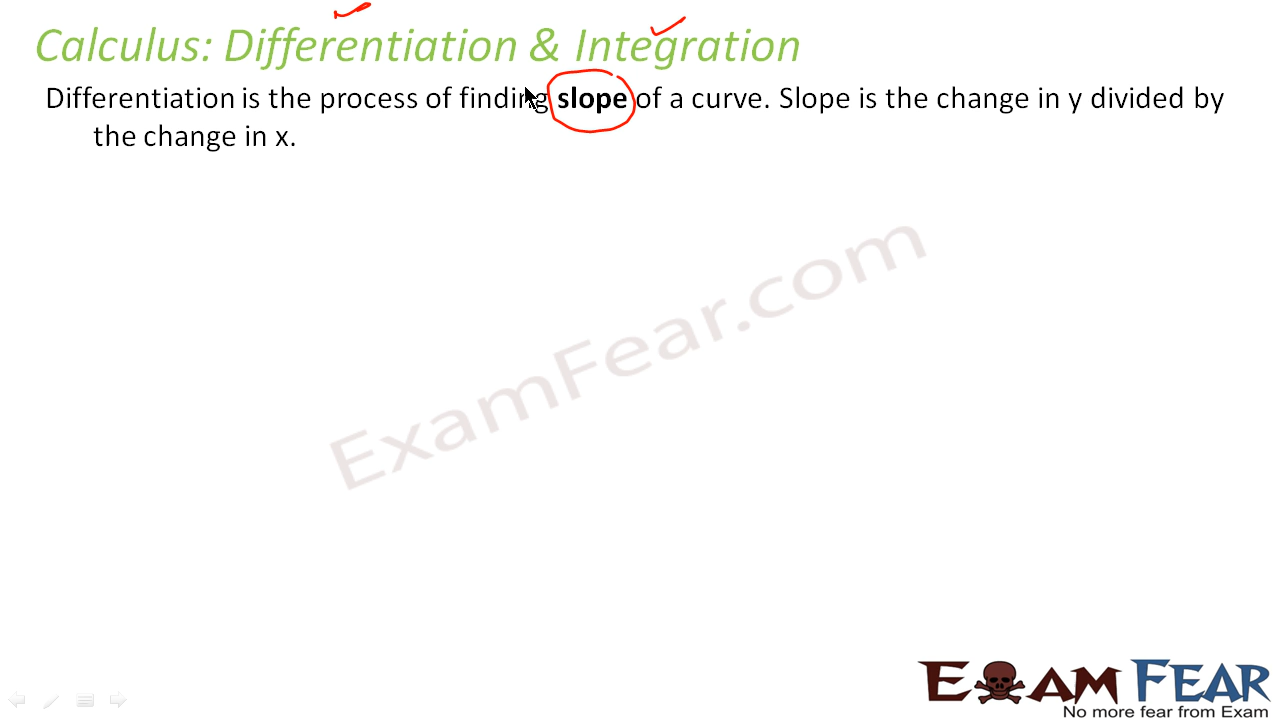 Calculus: Differentiation & Integration
Differentiation is the process of finding slope of a curve. Slope is the change in y divided by
the change in x.
ExamFear.com
EXAM FEAR
No more fear from Exam